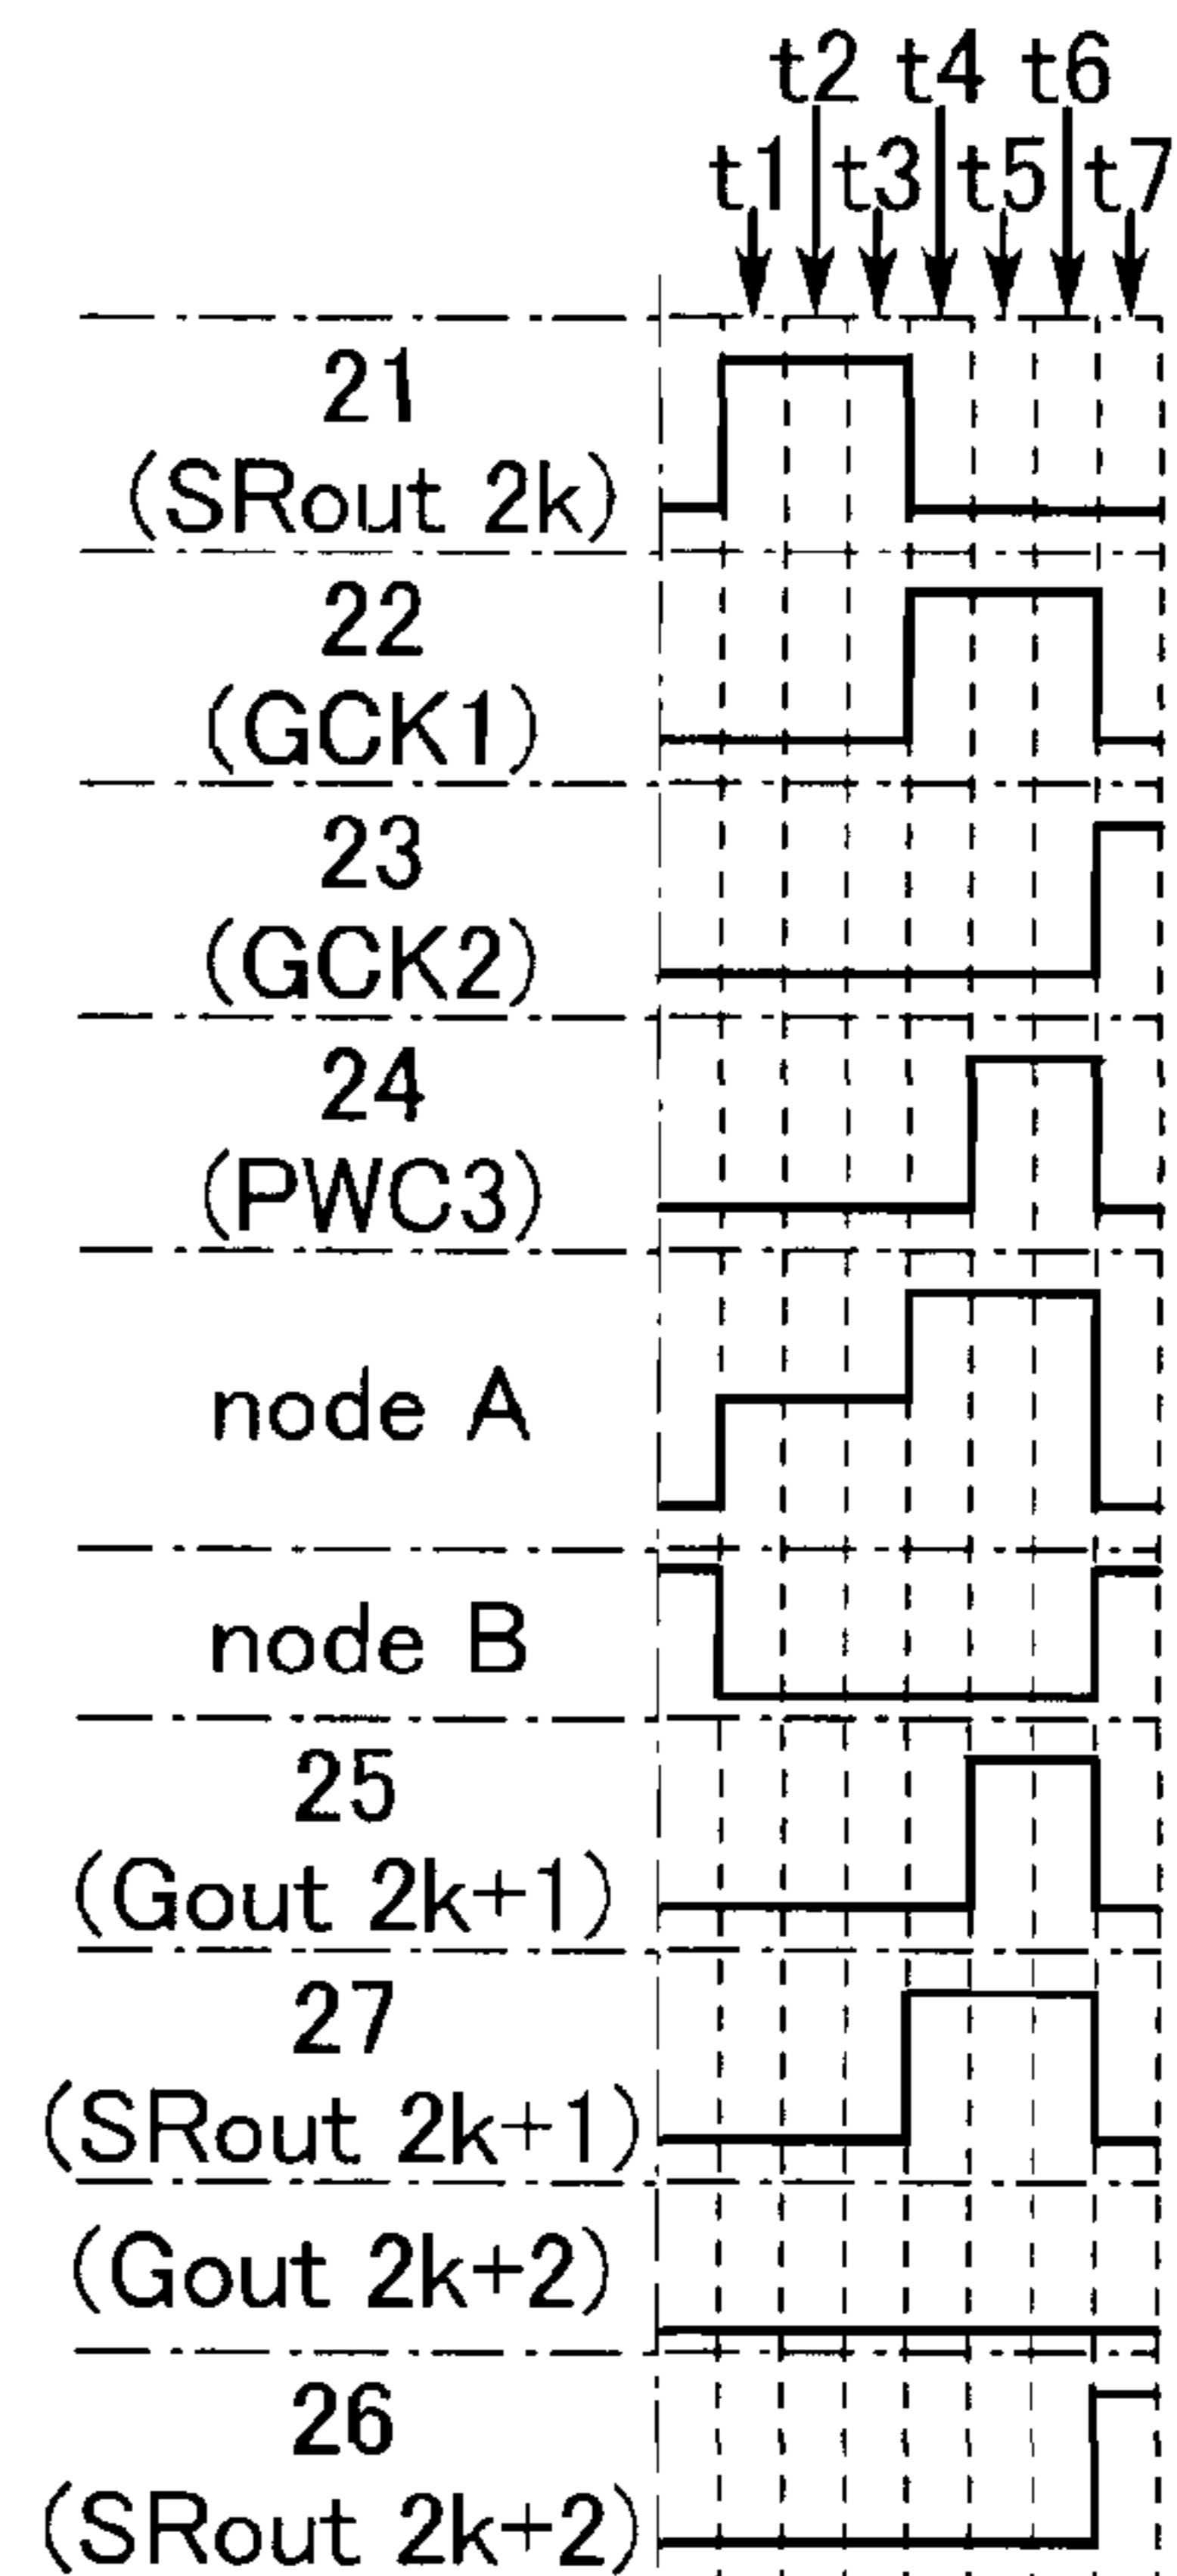 t2 t4 t6
t1 t3 t5 t7
21
(SRout 2k)
22
(GCK1)
23
(GCK2)
24
(PWC3)
node A
node B
25
(Gout 2k+1)
27
(SRout 2k+1)
(Gout 2k+2)
26
(SRout 2k+2)